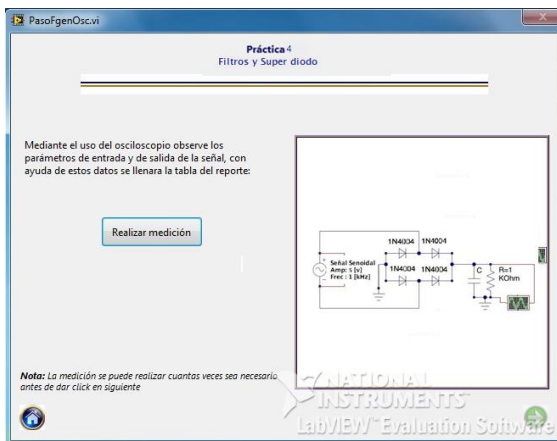 PasoFgenOsc.vi
Práctica 4
Filtros y Super diodo
Mediante el uso del osciloscopio observe los
parámetros de entrada y de salida de la señal, con
ayuda de estos datos se llenara la tabla del reporte:
Realizar medición
1N4004 1N4004
Señal Senoidal
Amp: 5 [v]
Frec : 1 [kHz]
1N4004 1N4004
C
R=1
KOhm
Nota: La medición se puede realizar cuantas veces sea necesario
antes de dar click en siguiente
NATIONAL
INSTRUMENTS
LabVIEW Evaluation Software